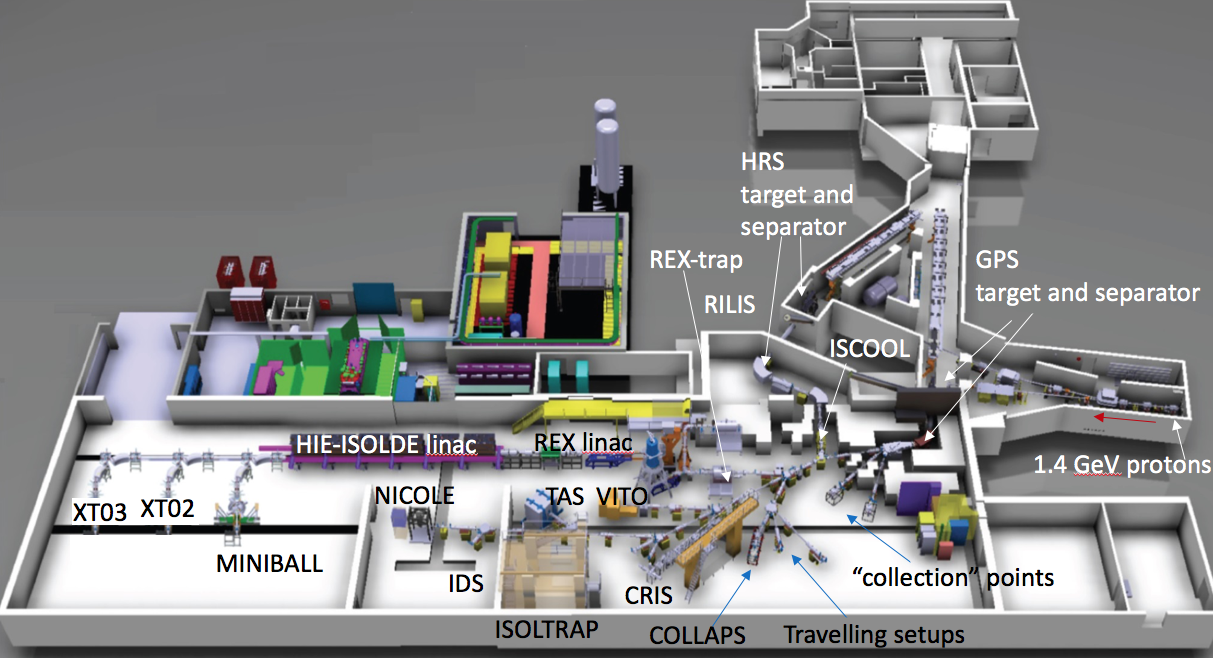 HRS
target and
separator
REX-trap
GPS
target and separator
RILIS
ISCOOL
HIE-ISOLDE linac
REX linac
1.4 GeV protons
NICOLE
TAS VITO
XT03 XT02
MINIBALL
IDS
"collection" points
CRIS
ISOLTRAP
COLLAPS
Travelling setups